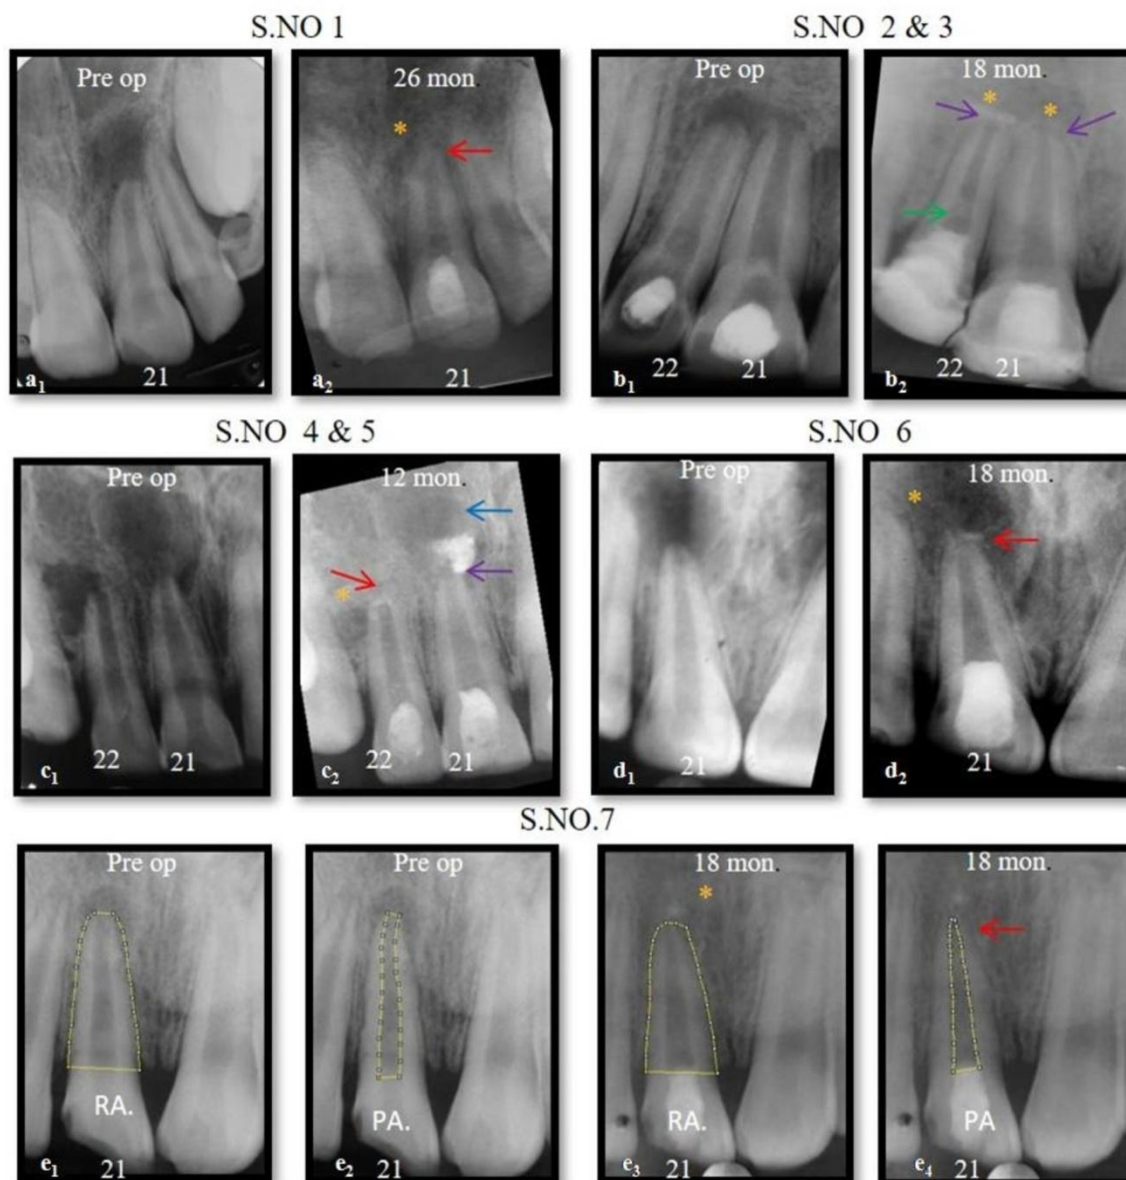 S.NO 1
S.NO 2 & 3
Pre op
26 mon.
Pre op
18 mon.
*
*
*
21
21
22
21
22
21
a1
a2
b1
b2
S.NO 4 & 5
S.NO 6
Pre op
12 mon.
Pre op
18 mon.
*
*
22
21
22
21
21
21
c1
c2
d1
d2
S.NO.7
Pre op
Pre op
18 mon.
18 mon.
*
RA.
PA.
RA.
PA
e1
21
e2
21
e3
21
e4
21